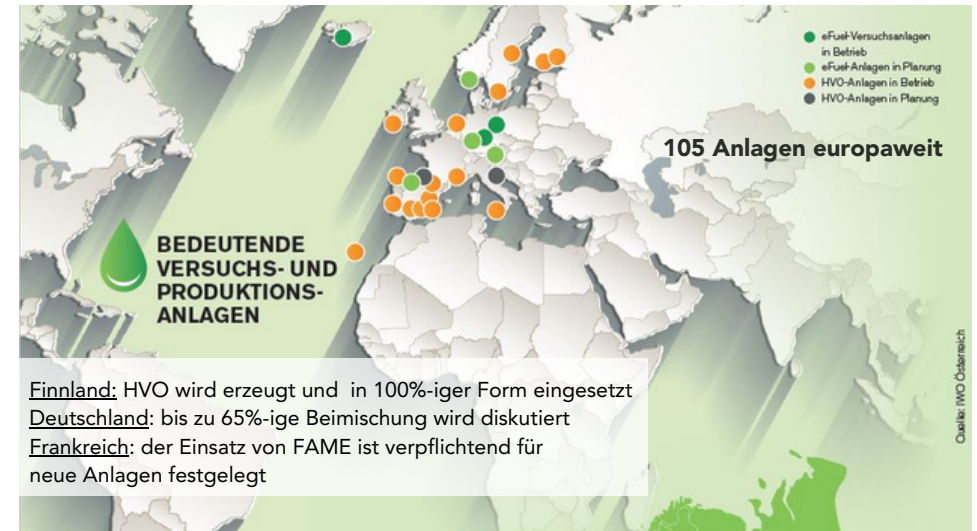 eFuel-Versuchsanlagen
in Betrieb
eFuel-Anlagen in Planung
HVO-Anlagen in Betrieb
HVO-Anlagen in Planung
105 Anlagen europaweit
BEDEUTENDE
VERSUCHS- UND
PRODUKTIONS-
ANLAGEN
Finnland: HVO wird erzeugt und in 100%-iger Form eingesetzt
Deutschland: bis zu 65%-ige Beimischung wird diskutiert
Frankreich: der Einsatz von FAME ist verpflichtend für
neue Anlagen festgelegt
Quelle: IWO Österreich